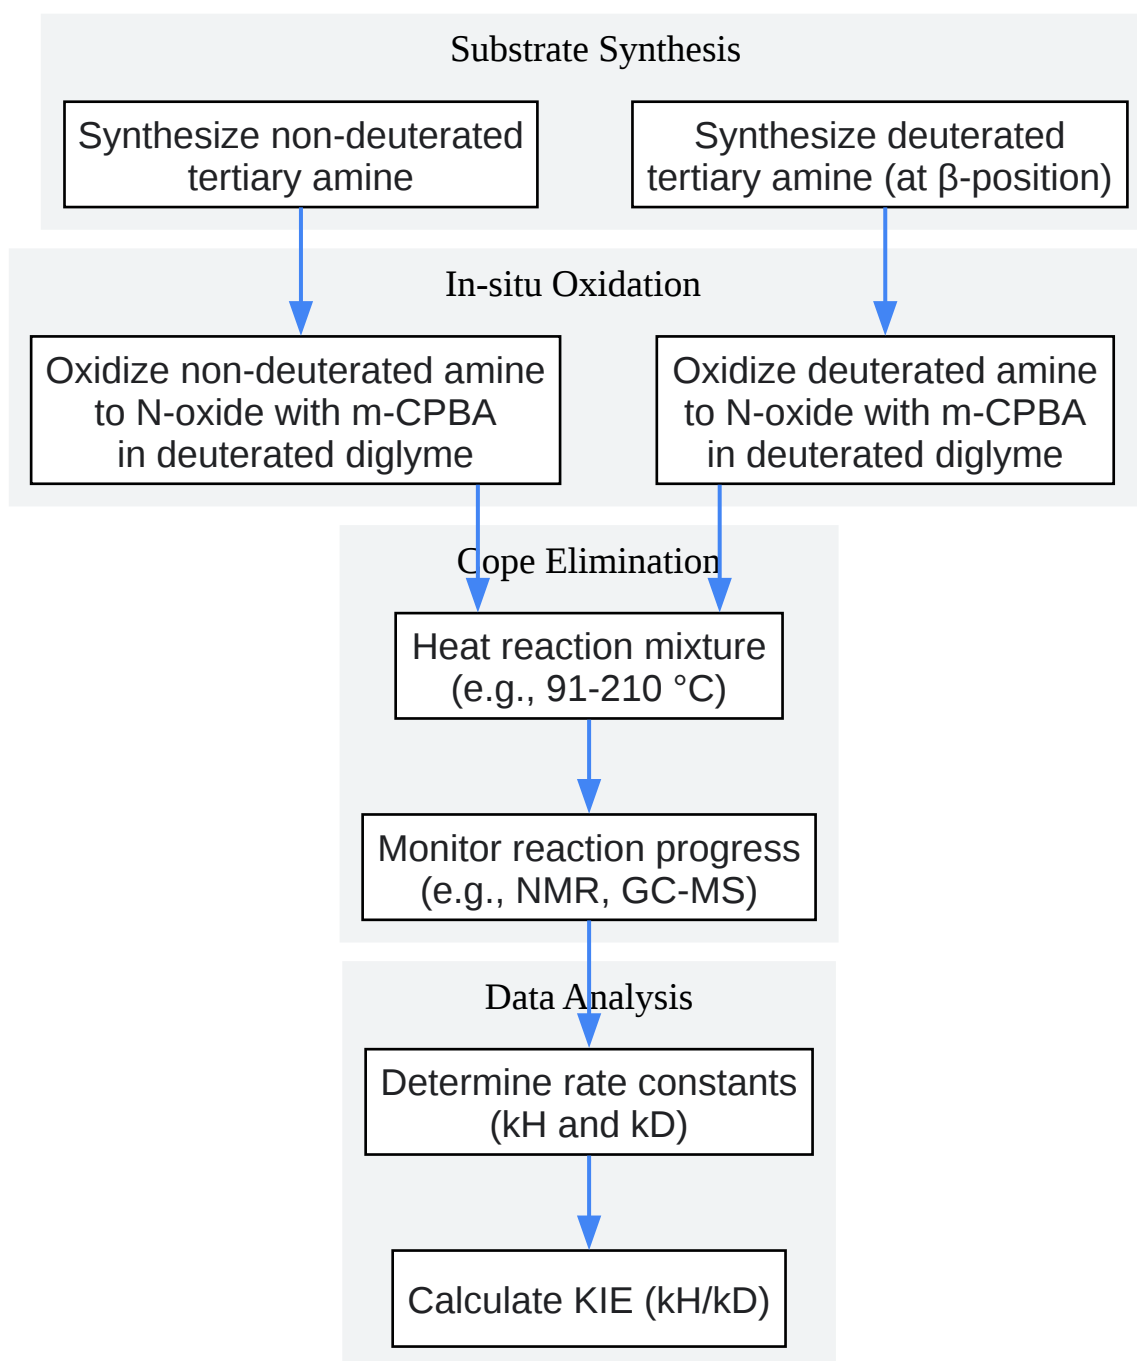 Substrate Synthesis
Synthesize non-deuterated
tertiary amine
Synthesize deuterated
tertiary amine (at β-position)
In-situ Oxidation
Oxidize non-deuterated amine
to N-oxide with m-CPBA
in deuterated diglyme
Oxidize deuterated amine
to N-oxide with m-CPBA
in deuterated diglyme
Cope Elimination
Heat reaction mixture
(e.g., 91-210 °C)
Monitor reaction progress
(e.g., NMR, GC-MS)
Data Analysis
Determine rate constants
(kH and kD)
Calculate KIE (kH/kD)